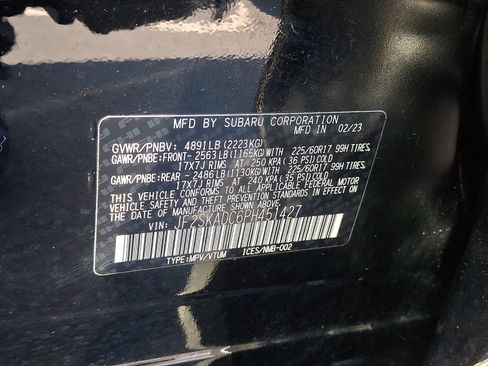 MFD BY SUBARU CORPORATION
MFD IN 02/23
GVWR/PNBV: 4891LB (2223KG)
GAWR/PNBE:FRONT- 2563LB(1165KG)WITH 225/60R17 99H TIRES,
17X7J RIMS AT 250 KPA(36 PSI)COLD
GAWR/PNBE:REAR - 2486LB(1130KG)WITH 225/60R17 99H TIRES,
17X7J RIMS AT 240 KPA(35 PSI)COLD
THIS VEHICLE CONFORMS TO ALL APPLICABLE FEDERAL MOTOR
VEHICLE SAFETY, BUMPER, AND THEFT PREVENTION
STANDARDS IN EFFECT ON THE DATE OF
MANUFACTURE SHOWN ABOVE.
VIN: JF2SKADC6PH451427
TYPE:MPV/VTUM ICES/NMB-002